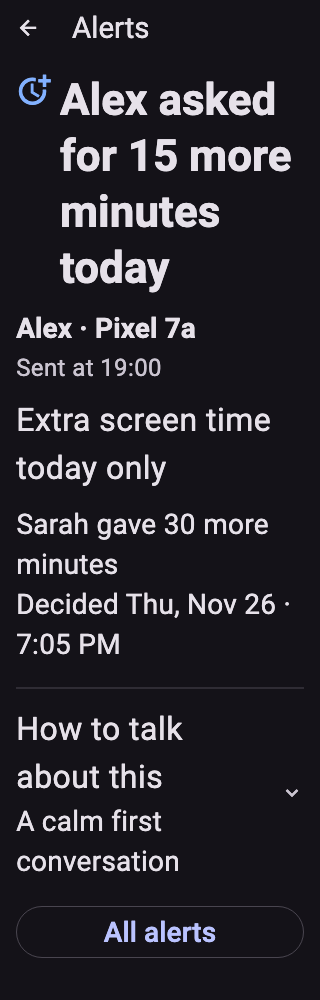 Alerts
Alex asked
for 15 more
minutes
today
Alex · Pixel 7a
Sent at 19:00
Extra screen time
today only
Sarah gave 30 more
minutes
Decided Thu, Nov 26 ·
7:05 PM
How to talk
about this
A calm first
conversation
All alerts